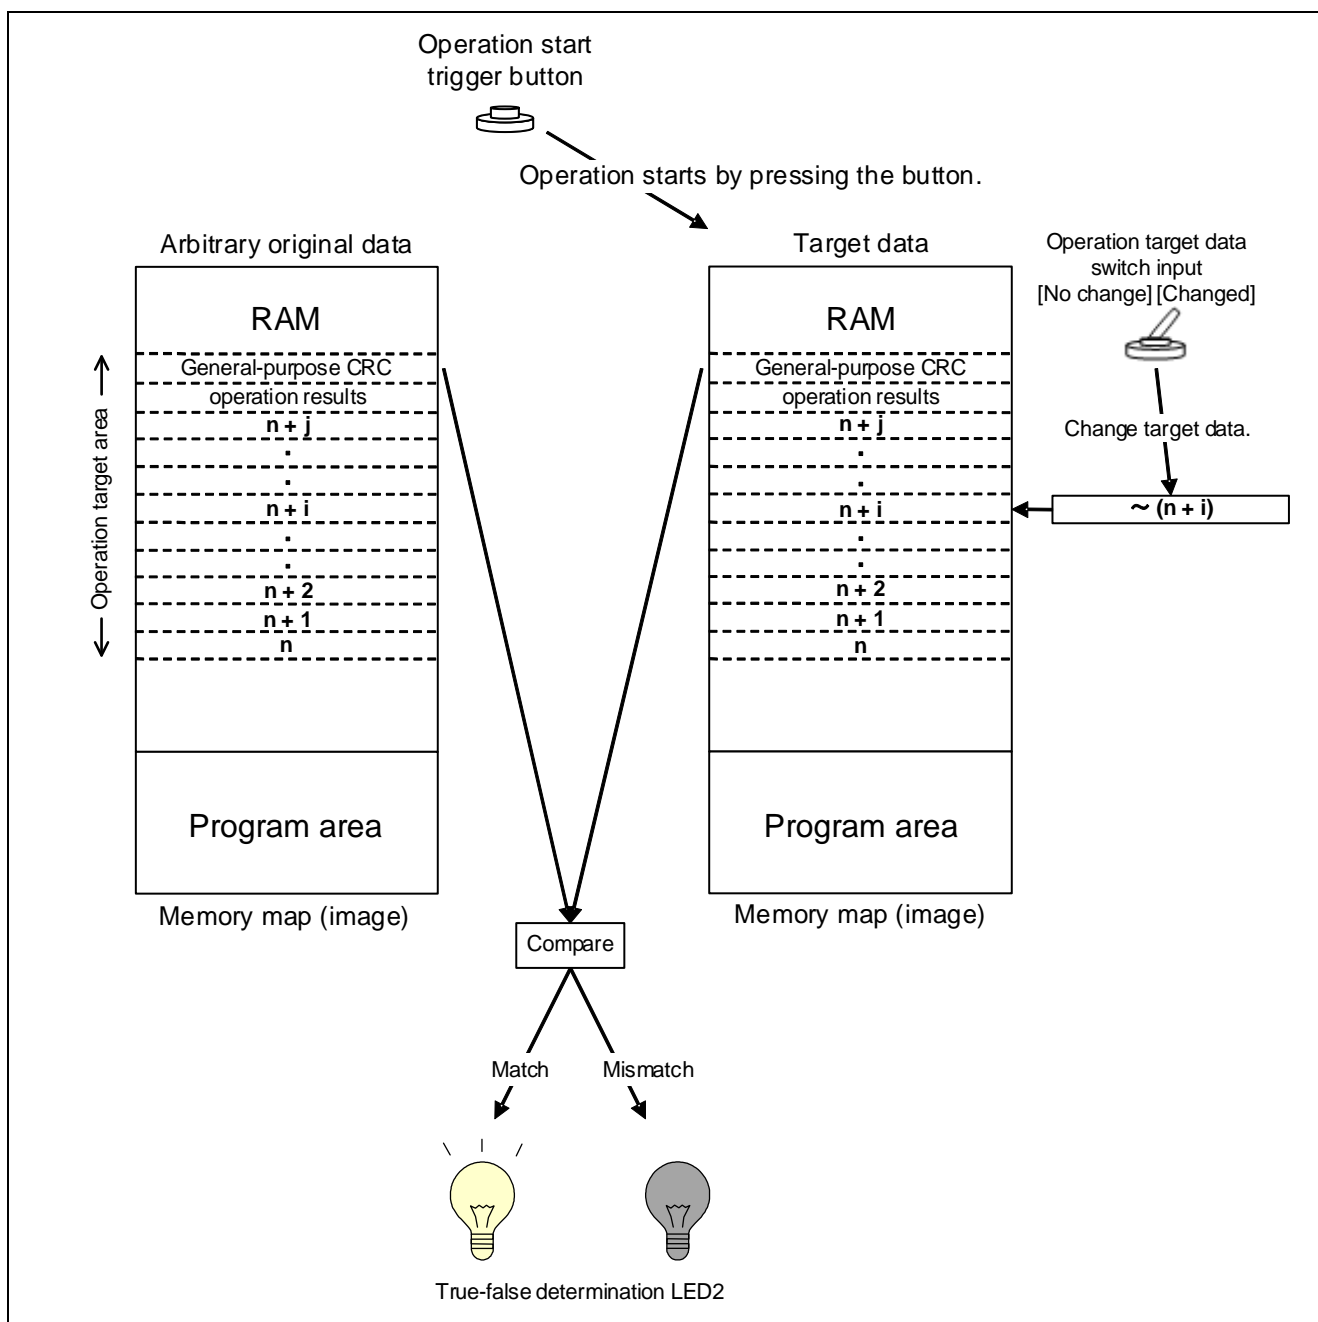 Operation start
trigger button
Operation starts by pressing the button.
Arbitrary original data
RAM
General-purpose CRC
operation results
n + j
.
.
n + i
.
.
n + 2
n + 1
n
Program area
Memory map (image)
Operation target area
Target data
RAM
General-purpose CRC
operation results
n + j
.
.
n + i
.
.
n + 2
n + 1
n
Program area
Memory map (image)
Operation target data
switch input
[No change] [Changed]
Change target data.
~ (n + i)
Compare
Match
Mismatch
True-false determination LED2